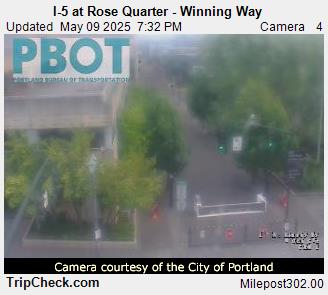 I-5 at Rose Quarter - Winning Way
Updated  May 09 2025  7:32 PM
Camera   4
PBOT
PORTLAND BUREAU OF TRANSPORTATION
Camera courtesy of the City of Portland
TripCheck.com
Milepost302.00